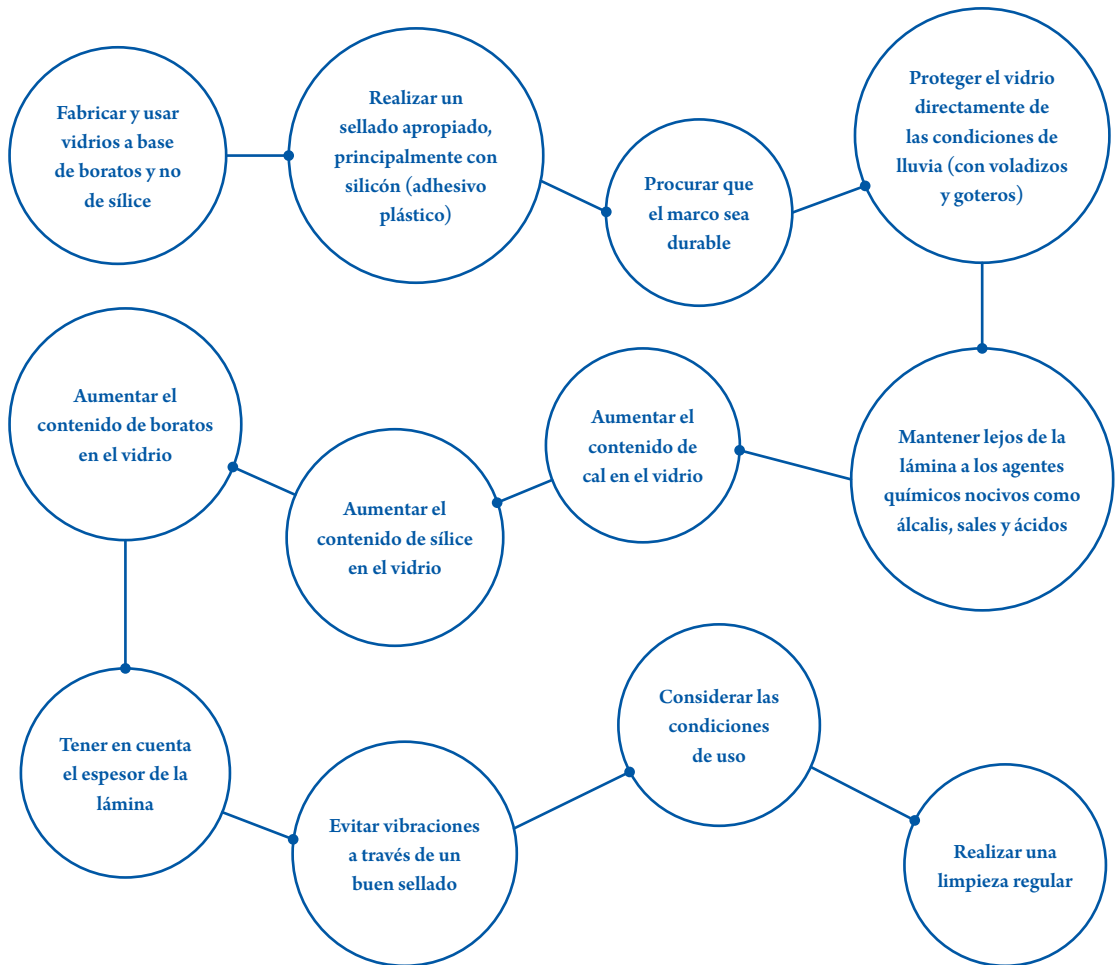 Fabricar y usar
vidrios a base
de boratos y no
de sílice
Realizar un
sellado apropiado,
principalmente con
silicón (adhesivo
plástico)
Procurar que
el marco sea
durable
Proteger el vidrio
directamente de
las condiciones de
lluvia (con voladizos
y goteros)
Mantener lejos de la
lámina a los agentes
químicos nocivos como
álcalis, sales y ácidos
Aumentar el
contenido de
cal en el vidrio
Aumentar el
contenido de sílice
en el vidrio
Aumentar el
contenido de boratos
en el vidrio
Tener en cuenta
el espesor de la
lámina
Evitar vibraciones
a través de un
buen sellado
Considerar las
condiciones
de uso
Realizar una
limpieza regular